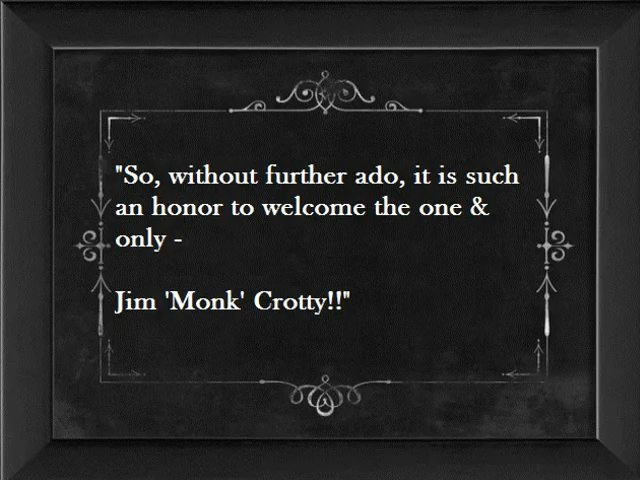 "So, without further ado, it is such
an honor to welcome the one &
only -
Jim 'Monk' Crotty!!"